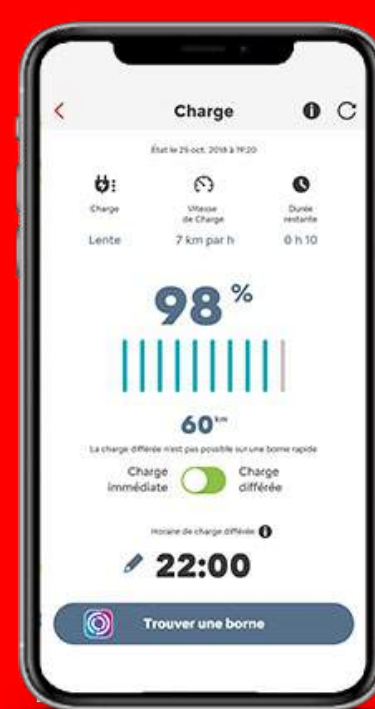 Charge
État le 25 oct. 2018 à 19:20
Charge
Vitesse
de Charge
Durée
restante
Lente
7 km par h
0 h 10
98 %
60 km
La charge différée n'est pas possible sur une borne rapide
Charge
immédiate
Charge
différée
Horaire de charge différée
22:00
Trouver une borne